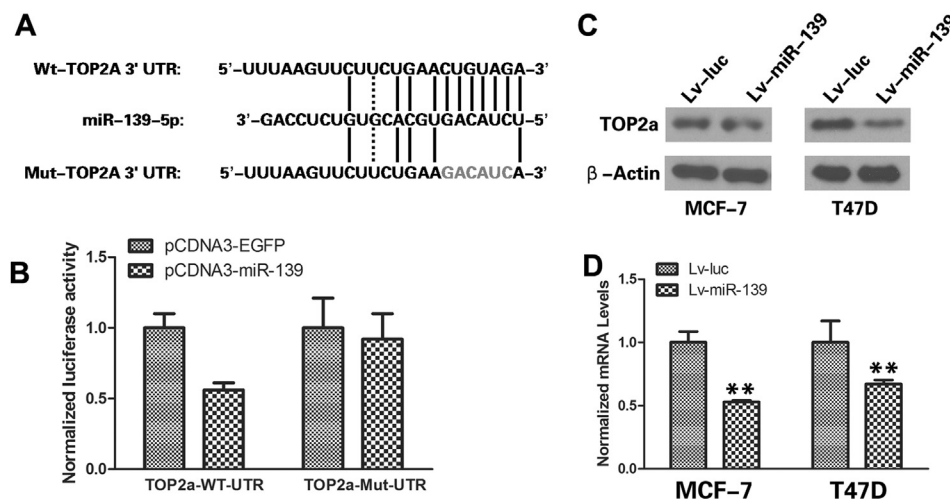 A
Wt–TOP2A 3' UTR: 5'–UUUAAGUUCUUCUGAACUGUAGA–3'
miR–139–5p: 3'–GACCUCUGUGCACGUGACAUCU–5'
Mut–TOP2A 3' UTR: 5'–UUUAAGUUCUUCUGAAGACAUCA–3'
B
pCDNA3-EGFP
pCDNA3-miR-139
Normalized luciferase activity
1.5
1.0
0.5
0.0
TOP2a-WT-UTR TOP2a-Mut-UTR
C
Lv–luc Lv–miR–139 Lv–luc Lv–miR–139
TOP2a
β–Actin
MCF–7 T47D
D
Lv-luc
Lv-miR-139
Normalized mRNA Levels
1.5
1.0
0.5
0.0
** **
MCF-7 T47D